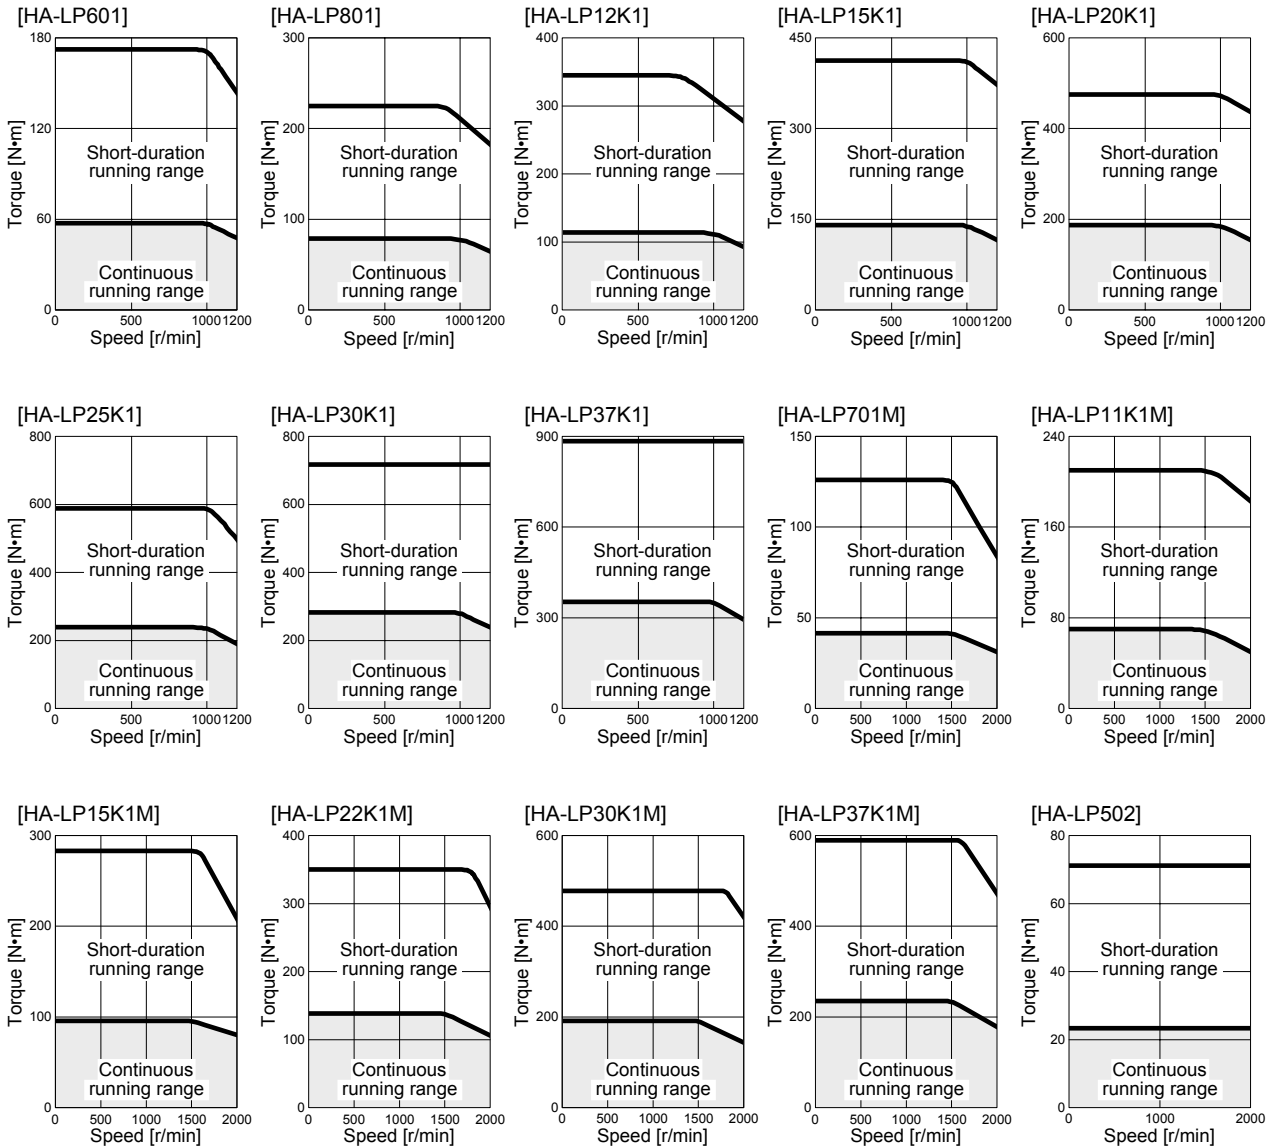 [HA-LP601]
180
120
60
0
Torque [N•m]
Short-duration
running range
Continuous
running range
0 500 1000 1200
Speed [r/min]
[HA-LP801]
300
200
100
0
Torque [N•m]
Short-duration
running range
Continuous
running range
0 500 1000 1200
Speed [r/min]
[HA-LP12K1]
400
300
200
100
0
Torque [N•m]
Short-duration
running range
Continuous
running range
0 500 1000 1200
Speed [r/min]
[HA-LP15K1]
450
300
150
0
Torque [N•m]
Short-duration
running range
Continuous
running range
0 500 1000 1200
Speed [r/min]
[HA-LP20K1]
600
400
200
0
Torque [N•m]
Short-duration
running range
Continuous
running range
0 500 1000 1200
Speed [r/min]
[HA-LP25K1]
800
600
400
200
0
Torque [N•m]
Short-duration
running range
Continuous
running range
0 500 1000 1200
Speed [r/min]
[HA-LP30K1]
800
600
400
200
0
Torque [N•m]
Short-duration
running range
Continuous
running range
0 500 1000 1200
Speed [r/min]
[HA-LP37K1]
900
600
300
0
Torque [N•m]
Short-duration
running range
Continuous
running range
0 500 1000 1200
Speed [r/min]
[HA-LP701M]
150
100
50
0
Torque [N•m]
Short-duration
running range
Continuous
running range
0 500 1000 1500 2000
Speed [r/min]
[HA-LP11K1M]
240
160
80
0
Torque [N•m]
Short-duration
running range
Continuous
running range
0 500 1000 1500 2000
Speed [r/min]
[HA-LP15K1M]
300
200
100
0
Torque [N•m]
Short-duration
running range
Continuous
running range
0 500 1000 1500 2000
Speed [r/min]
[HA-LP22K1M]
400
300
200
100
0
Torque [N•m]
Short-duration
running range
Continuous
running range
0 500 1000 1500 2000
Speed [r/min]
[HA-LP30K1M]
600
400
200
0
Torque [N•m]
Short-duration
running range
Continuous
running range
0 500 1000 1500 2000
Speed [r/min]
[HA-LP37K1M]
600
400
200
0
Torque [N•m]
Short-duration
running range
Continuous
running range
0 500 1000 1500 2000
Speed [r/min]
[HA-LP502]
80
60
40
20
0
Torque [N•m]
Short-duration
running range
Continuous
running range
0 1000 2000
Speed [r/min]